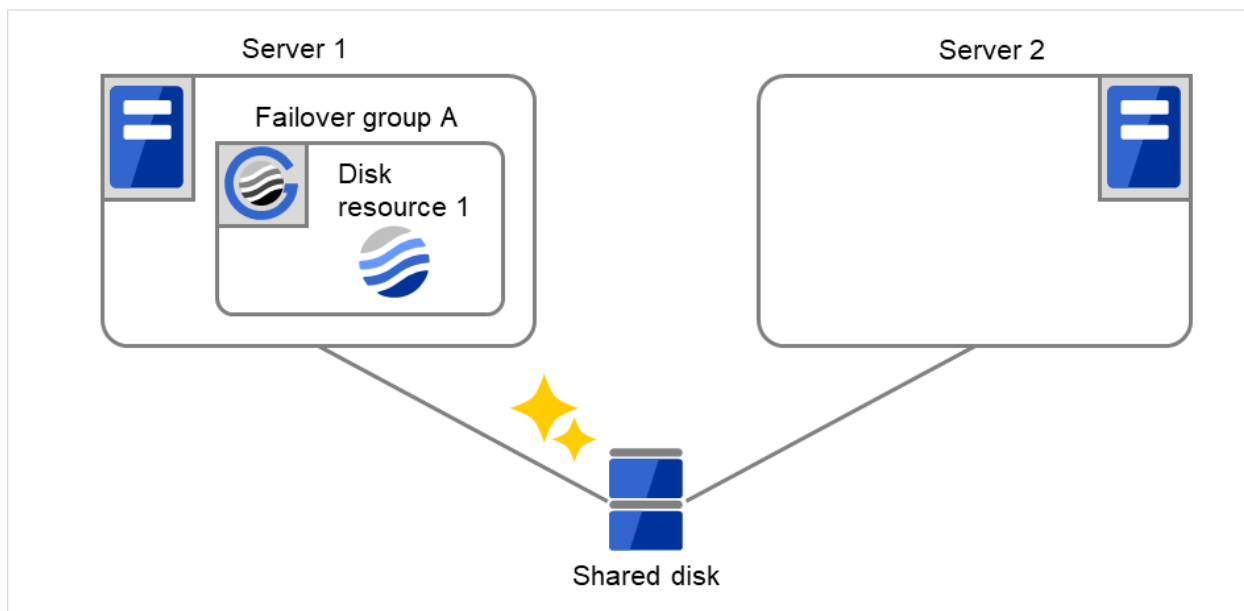 Server 1
Server 2
Failover group A
Disk
resource 1
Shared disk